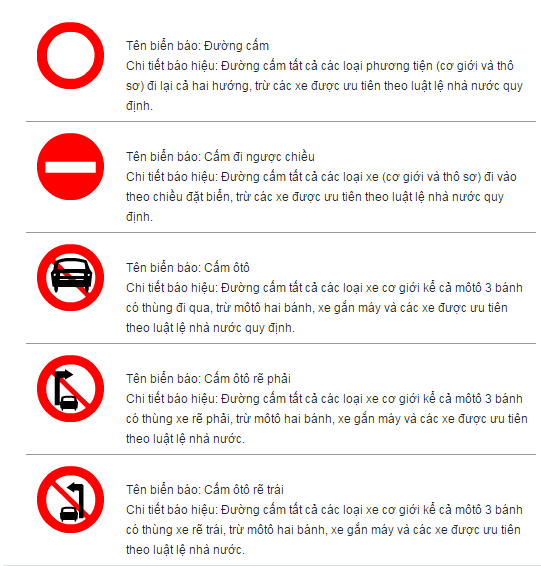 Tên biển báo: Đường cấm
Chi tiết báo hiệu: Đường cấm tất cả các loại phương tiện (cơ giới và thô
sơ) đi lại cả hai hướng, trừ các xe được ưu tiên theo luật lệ nhà nước quy
định.
Tên biển báo: Cấm đi ngược chiều
Chi tiết báo hiệu: Đường cấm tất cả các loại xe (cơ giới và thô sơ) đi vào
theo chiều đặt biển, trừ các xe được ưu tiên theo luật lệ nhà nước quy
định.
Tên biển báo: Cấm ôtô
Chi tiết báo hiệu: Đường cấm tất cả các loại xe cơ giới kể cả môtô 3 bánh
có thùng đi qua, trừ môtô hai bánh, xe gắn máy và các xe được ưu tiên
theo luật lệ nhà nước quy định.
Tên biển báo: Cấm ôtô rẽ phải
Chi tiết báo hiệu: Đường cấm tất cả các loại xe cơ giới kể cả môtô 3 bánh
có thùng xe rẽ phải, trừ môtô hai bánh, xe gắn máy và các xe được ưu tiên
theo luật lệ nhà nước.
Tên biển báo: Cấm ôtô rẽ trái
Chi tiết báo hiệu: Đường cấm tất cả các loại xe cơ giới kể cả môtô 3 bánh
có thùng xe rẽ trái, trừ môtô hai bánh, xe gắn máy và các xe được ưu tiên
theo luật lệ nhà nước.